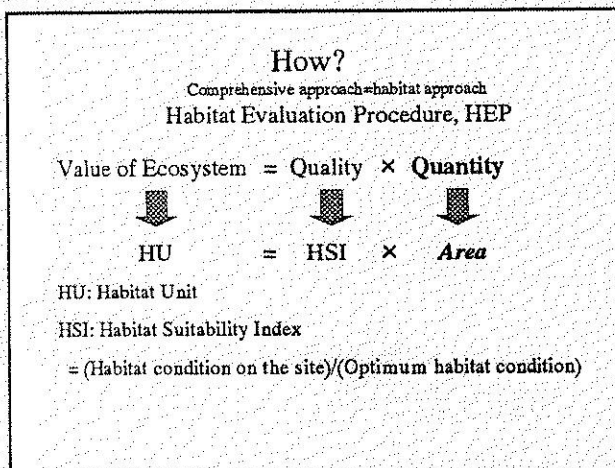 How?
Comprehensive approach=habitat approach
Habitat Evaluation Procedure, HEP
Value of Ecosystem = Quality × Quantity
HU = HSI × Area
HU: Habitat Unit
HSI: Habitat Suitability Index
= (Habitat condition on the site)/(Optimum habitat condition)